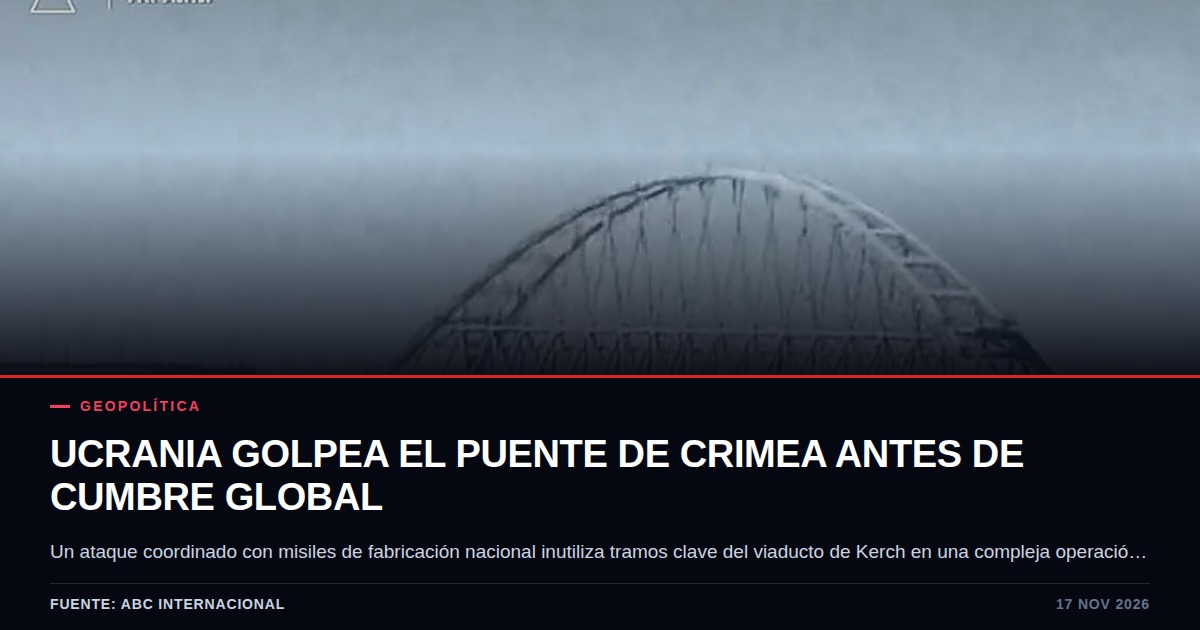 GEOPOLÍTICA
UCRANIA GOLPEA EL PUENTE DE CRIMEA ANTES DE
CUMBRE GLOBAL
Un ataque coordinado con misiles de fabricación nacional inutiliza tramos clave del viaducto de Kerch en una compleja operació…
FUENTE: ABC INTERNACIONAL
17 NOV 2026